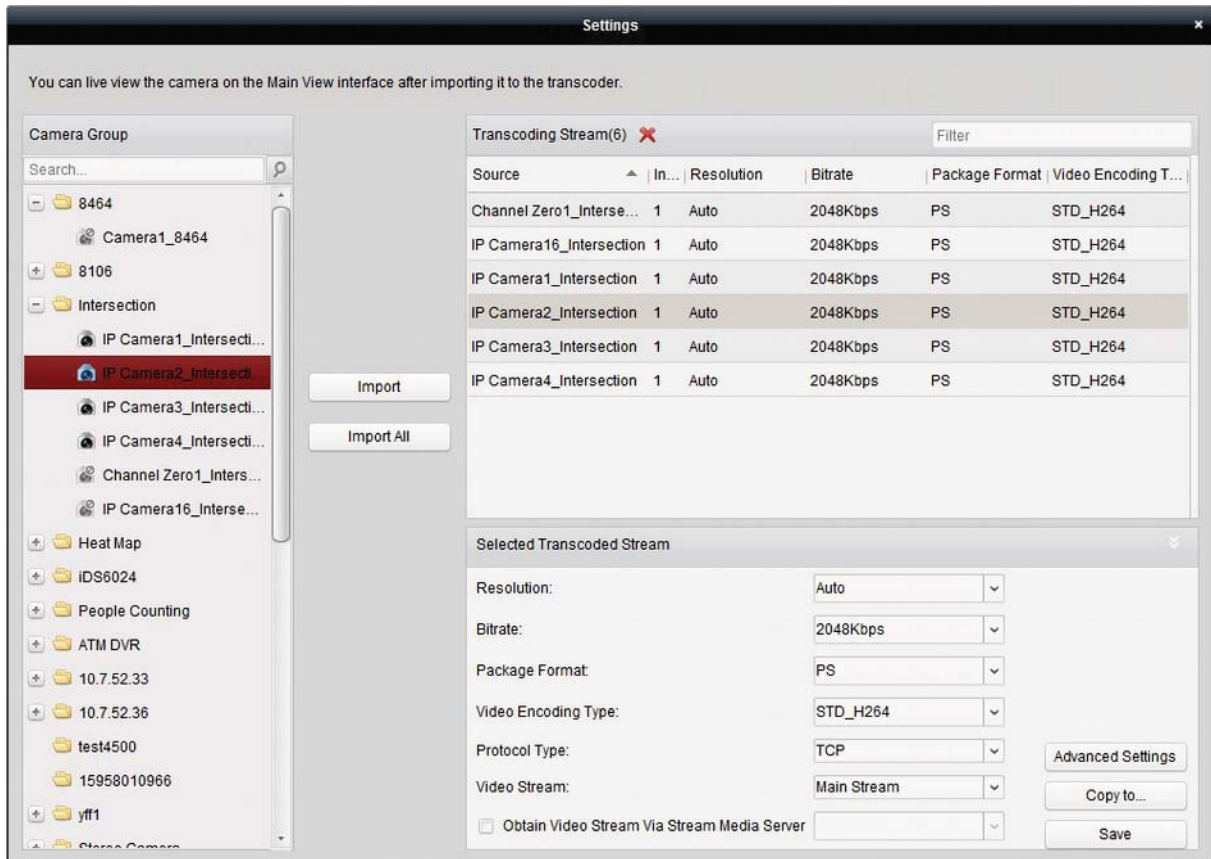 Settings
You can live view the camera on the Main View interface after importing it to the transcoder.
Camera Group
Search...
8464
Camera1_8464
8106
Intersection
IP Camera1_Intersecti...
IP Camera2_Intersecti...
IP Camera3_Intersecti...
IP Camera4_Intersecti...
Channel Zero1_Inters...
IP Camera16_Interse...
Heat Map
iDS6024
People Counting
ATM DVR
10.7.52.33
10.7.52.36
test4500
15958010966
yff1
Stereo Camera
Import
Import All
Transcoding Stream(6) Filter
Source In... Resolution Bitrate Package Format Video Encoding T...
Channel Zero1_Interse... 1 Auto 2048Kbps PS STD_H264
IP Camera16_Intersection 1 Auto 2048Kbps PS STD_H264
IP Camera1_Intersection 1 Auto 2048Kbps PS STD_H264
IP Camera2_Intersection 1 Auto 2048Kbps PS STD_H264
IP Camera3_Intersection 1 Auto 2048Kbps PS STD_H264
IP Camera4_Intersection 1 Auto 2048Kbps PS STD_H264
Selected Transcoded Stream
Resolution: Auto
Bitrate: 2048Kbps
Package Format: PS
Video Encoding Type: STD_H264
Protocol Type: TCP
Video Stream: Main Stream
Obtain Video Stream Via Stream Media Server
Advanced Settings
Copy to...
Save